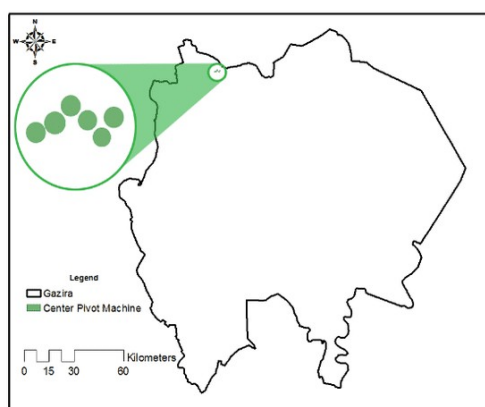 N
W E
S
Legend
Gazira
Center Pivot Machine
Kilometers
0 15 30 60